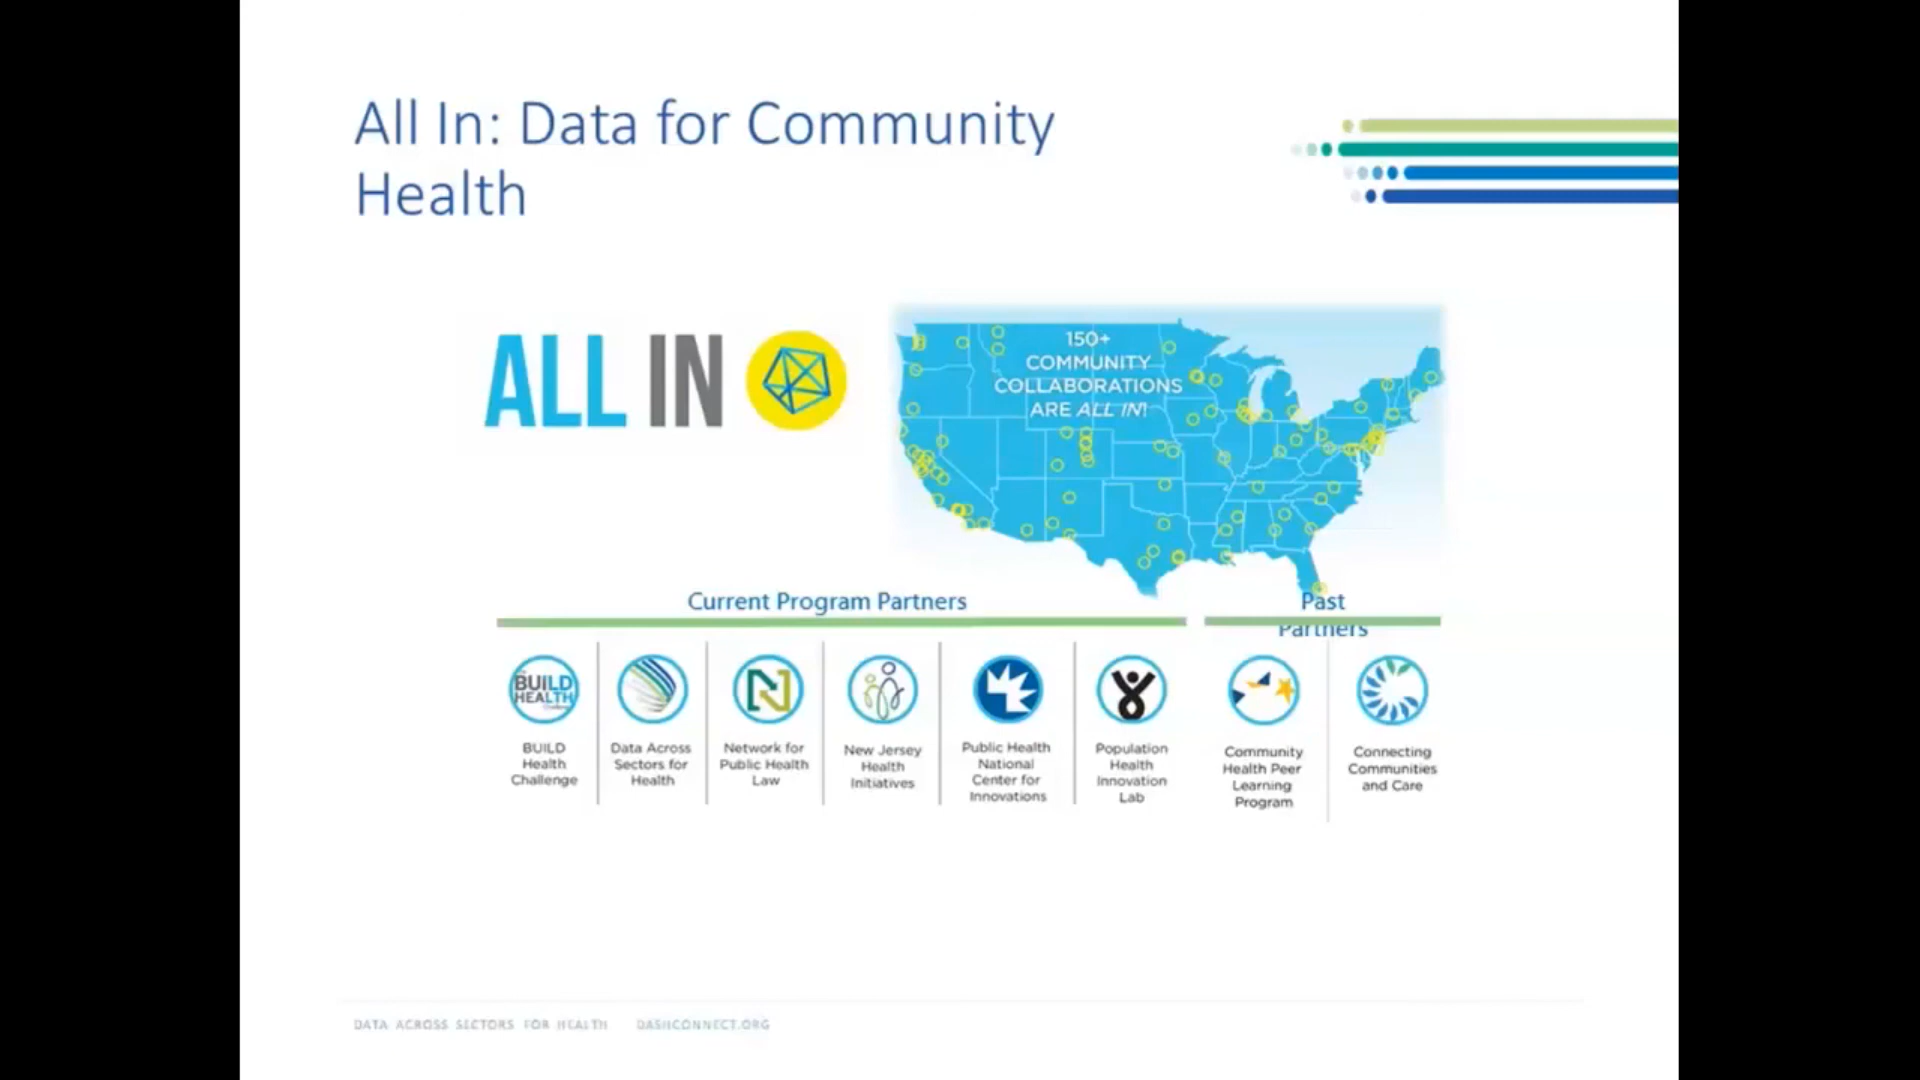 All In: Data for Community
Health
ALL IN
150+
COMMUNITY
COLLABORATIONS
ARE ALL IN!
Current Program Partners
Past
Partners
BUILD
HEALTH
BUILD
Health
Challenge
Data Across
Sectors for
Health
Network for
Public Health
Law
New Jersey
Health
Initiatives
Public Health
National
Center for
Innovations
Population
Health
Innovation
Lab
Community
Health Peer
Learning
Program
Connecting
Communities
and Care
DATA ACROSS SECTORS FOR HEALTH DASHCONNECT.ORG